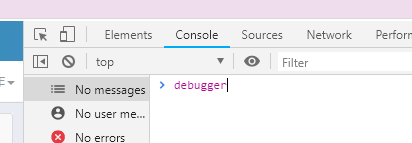 Elements Console Sources Network Perform
top Filter
No messages
debugger
No user me...
No errors